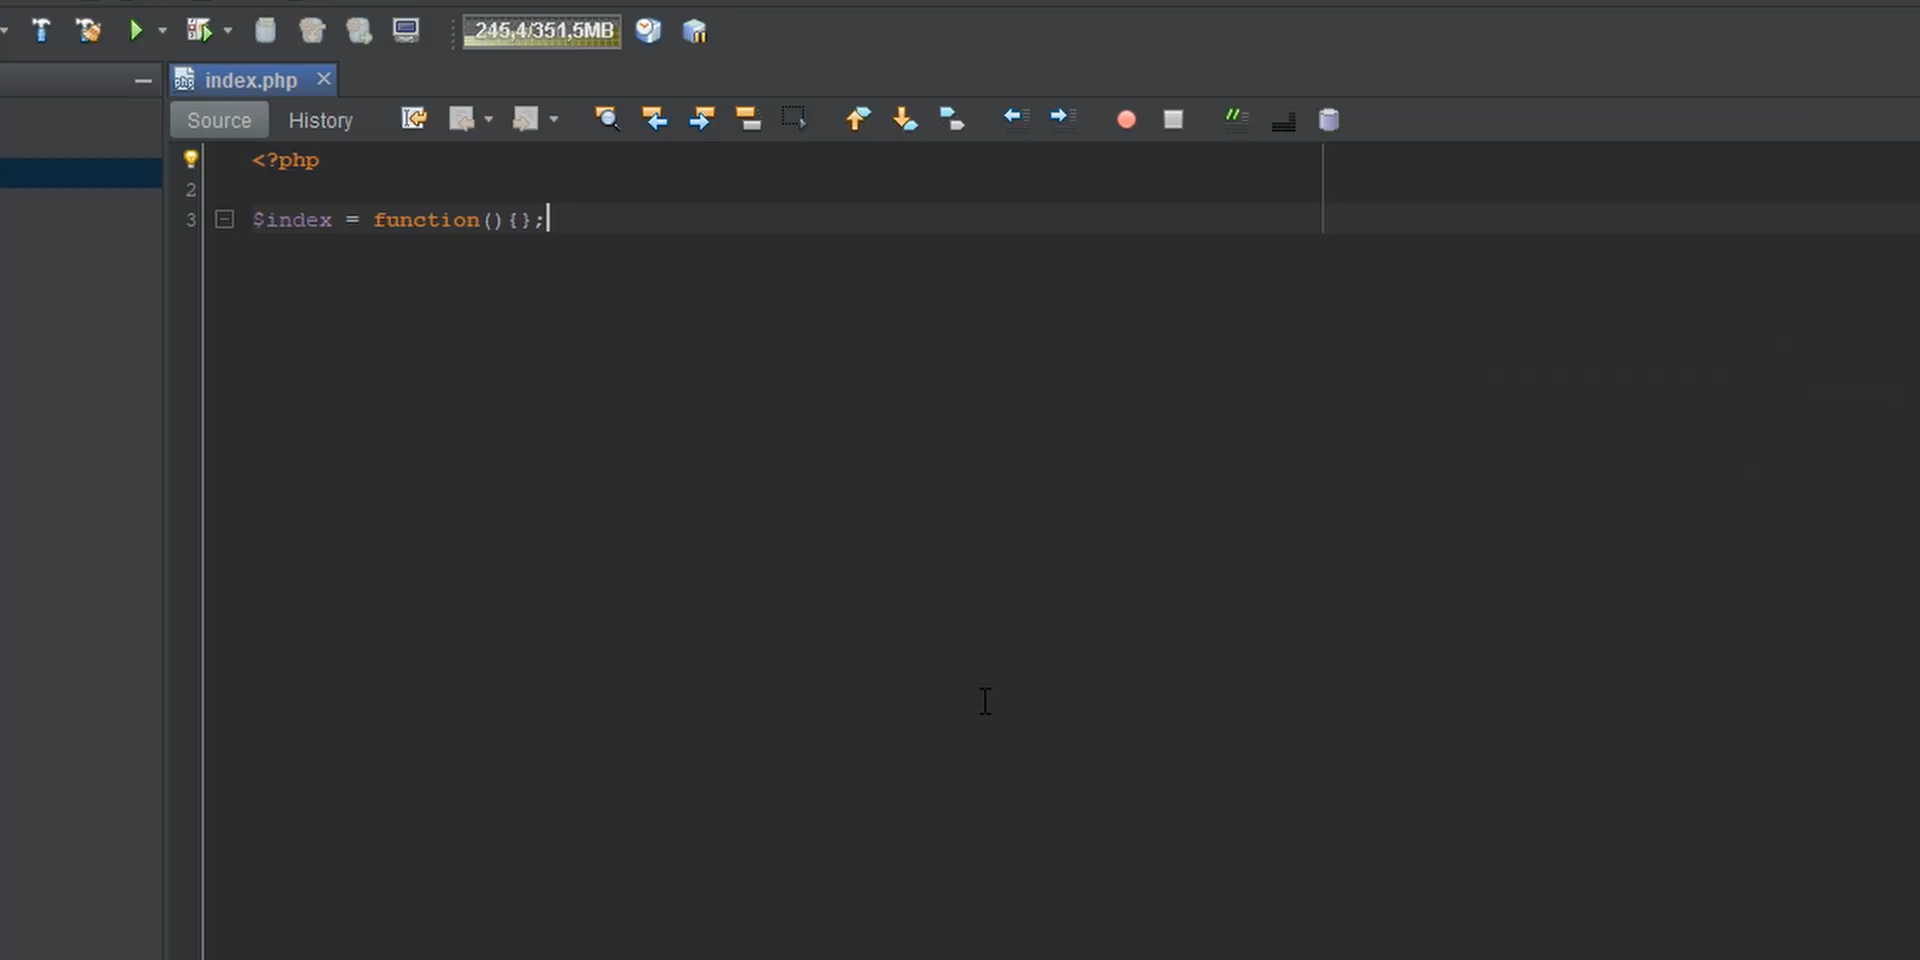 245,4/351,5MB
index.php
Source History
<?php
2
3 $index = function(){};